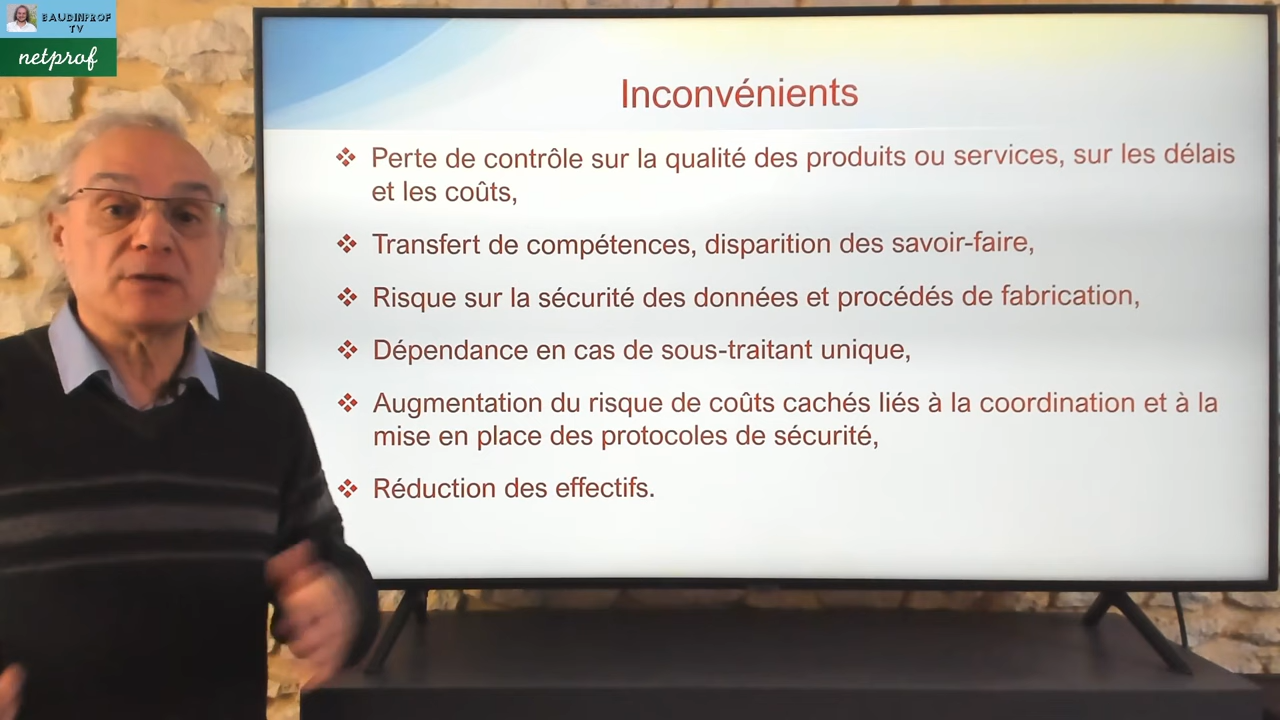 BAUDINPROF
TV
netprof
Inconvénients
❖ Perte de contrôle sur la qualité des produits ou services, sur les délais
et les coûts,
❖ Transfert de compétences, disparition des savoir-faire,
❖ Risque sur la sécurité des données et procédés de fabrication,
❖ Dépendance en cas de sous-traitant unique,
❖ Augmentation du risque de coûts cachés liés à la coordination et à la
mise en place des protocoles de sécurité,
❖ Réduction des effectifs.